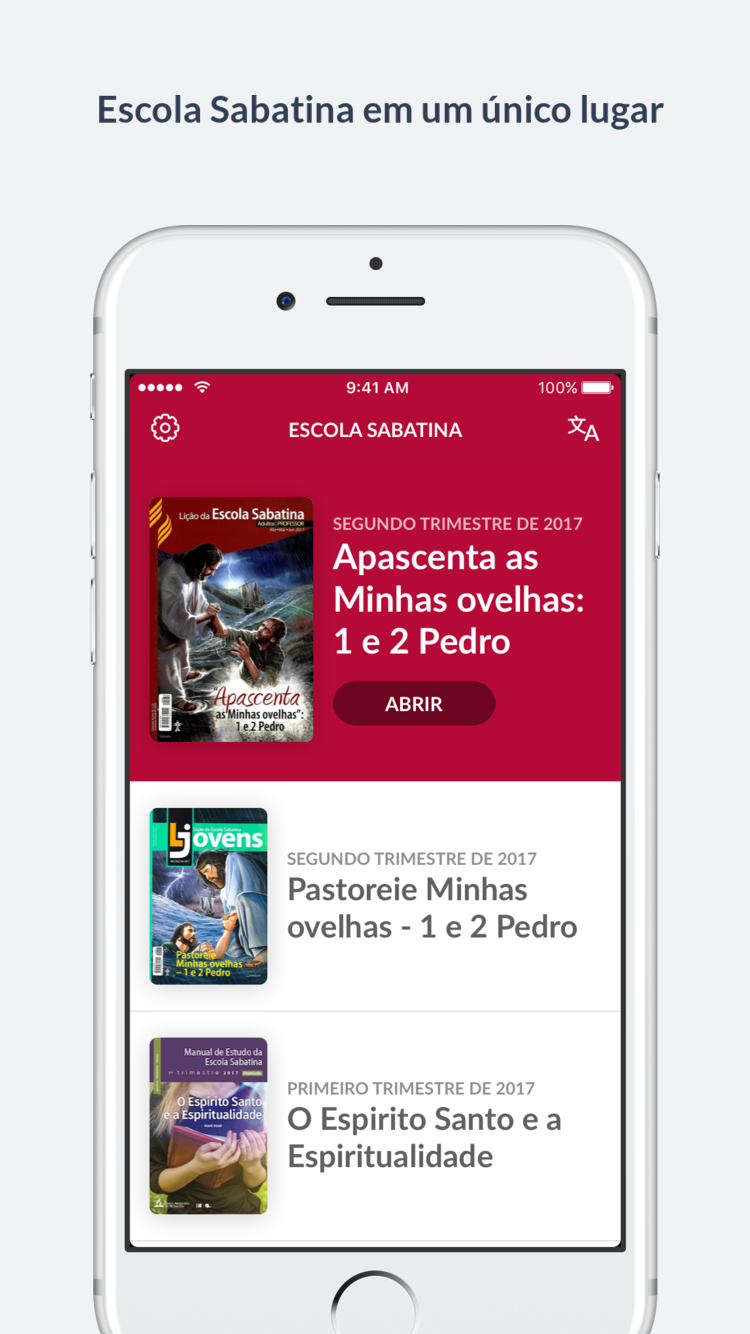 Escola Sabatina em um único lugar
9:41 AM
100%
ESCOLA SABATINA
文A
Lição da Escola Sabatina
Adultos | PROFESSOR
SEGUNDO TRIMESTRE DE 2017
Apascenta as
Minhas ovelhas:
1 e 2 Pedro
ABRIR
"Apascenta
as Minhas ovelhas":
1 e 2 Pedro
Lição da Escola Sabatina
Ljovens
SEGUNDO TRIMESTRE DE 2017
Pastoreie Minhas
ovelhas - 1 e 2 Pedro
Pastoreie
Minhas ovelhas
– 1 e 2 Pedro
Manual de Estudo da
Escola Sabatina
1º trimestre 2017
O Espírito Santo
e a Espiritualidade
PRIMEIRO TRIMESTRE DE 2017
O Espirito Santo e a
Espiritualidade